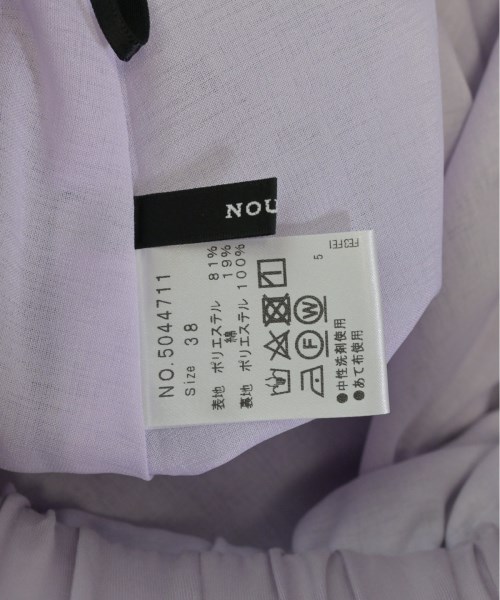 NOU
NO.5044711
Size 38
表地 ポリエステル 81%
綿 19%
裏地 ポリエステル 100%
F W
●中性洗剤使用
●あて布使用
5